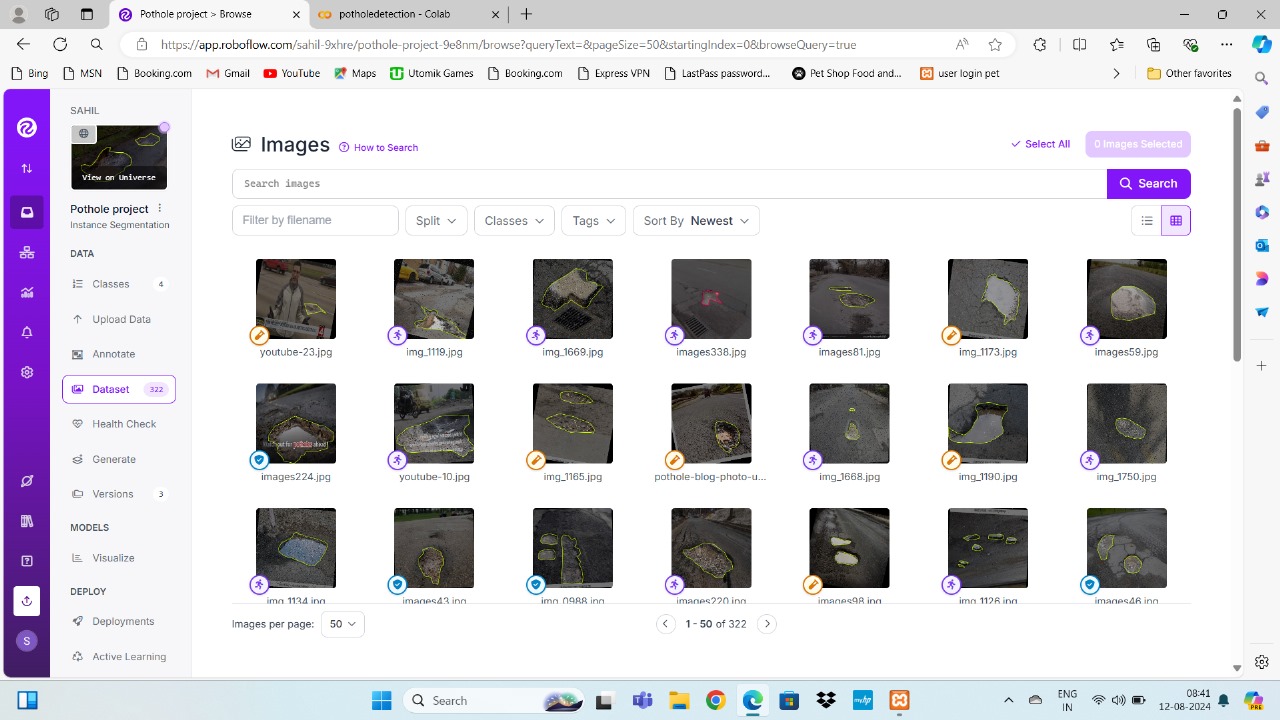 Pothole project > Browse
potholedetection - Colab
https://app.roboflow.com/sahil-9xhre/pothole-project-9e8nm/browse?queryText=&pageSize=50&startingIndex=0&browseQuery=true
Bing
MSN
Booking.com
Gmail
YouTube
Maps
Utomik Games
Booking.com
Express VPN
LastPass password...
Pet Shop Food and...
user login pet
Other favorites
SAHIL
View on Universe
Pothole project
Instance Segmentation
DATA
Classes 4
Upload Data
Annotate
Dataset 322
Health Check
Generate
Versions 3
MODELS
Visualize
DEPLOY
Deployments
Active Learning
S
Images
How to Search
Select All
0 Images Selected
Search images
Search
Filter by filename
Split
Classes
Tags
Sort By Newest
youtube-23.jpg
img_1119.jpg
img_1669.jpg
images338.jpg
images81.jpg
img_1173.jpg
images59.jpg
images224.jpg
youtube-10.jpg
img_1165.jpg
pothole-blog-photo-u...
img_1668.jpg
img_1190.jpg
img_1750.jpg
img_1134.jpg
images43.jpg
img_0988.jpg
images220.jpg
images98.jpg
img_1126.jpg
images46.jpg
Images per page: 50
1 - 50 of 322
Search
myhp
ENG
IN
08:41
12-08-2024
PRE